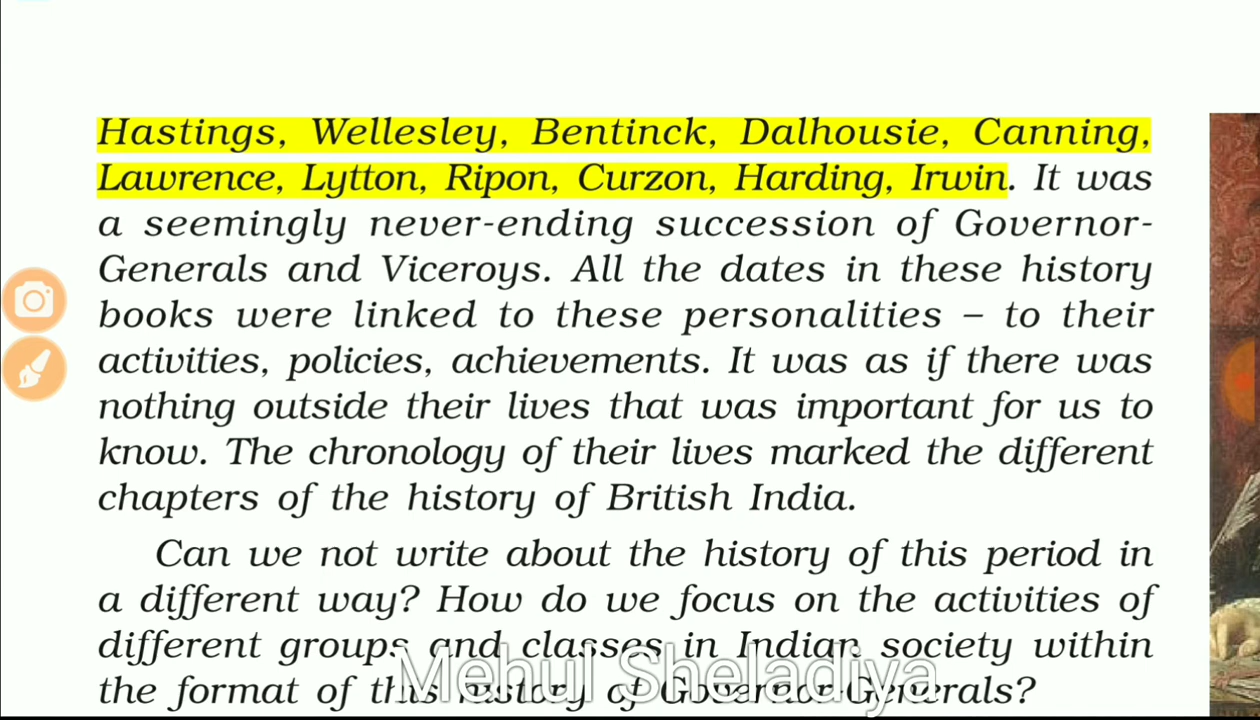 Hastings, Wellesley, Bentinck, Dalhousie, Canning,
Lawrence, Lytton, Ripon, Curzon, Harding, Irwin. It was
a seemingly never-ending succession of Governor-
Generals and Viceroys. All the dates in these history
books were linked to these personalities – to their
activities, policies, achievements. It was as if there was
nothing outside their lives that was important for us to
know. The chronology of their lives marked the different
chapters of the history of British India.
Can we not write about the history of this period in
a different way? How do we focus on the activities of
different groups and classes in Indian society within
the format of this history of Governor-Generals?
Mehul Sheladiya